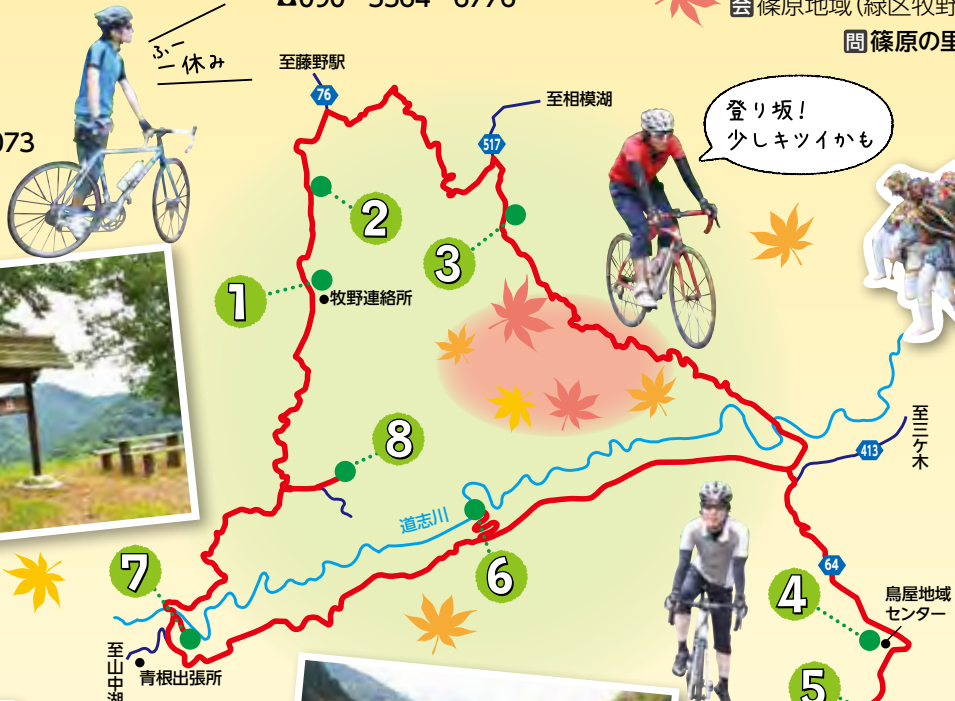 ☎090-3564-6776
会篠原地域(緑区牧野
問篠原の里
073
ふー
一休み
至藤野駅
76
至相模湖
517
登り坂!
少しキツイかも
2
3
1
牧野連絡所
8
至三ケ木
413
道志川
7
6
64
4
鳥屋地域
センター
至山中湖
青根出張所
5